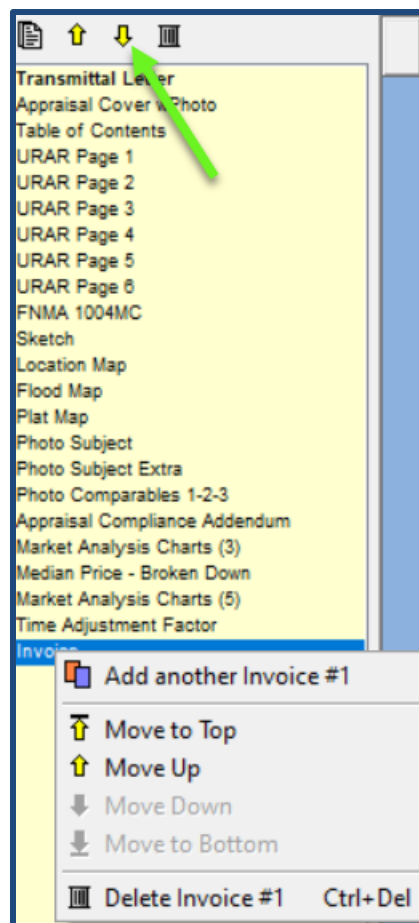 Transmittal Letter
Appraisal Cover wPhoto
Table of Contents
URAR Page 1
URAR Page 2
URAR Page 3
URAR Page 4
URAR Page 5
URAR Page 6
FNMA 1004MC
Sketch
Location Map
Flood Map
Plat Map
Photo Subject
Photo Subject Extra
Photo Comparables 1-2-3
Appraisal Compliance Addendum
Market Analysis Charts (3)
Median Price - Broken Down
Market Analysis Charts (5)
Time Adjustment Factor
Invoice
Add another Invoice #1
Move to Top
Move Up
Move Down
Move to Bottom
Delete Invoice #1 Ctrl+Del